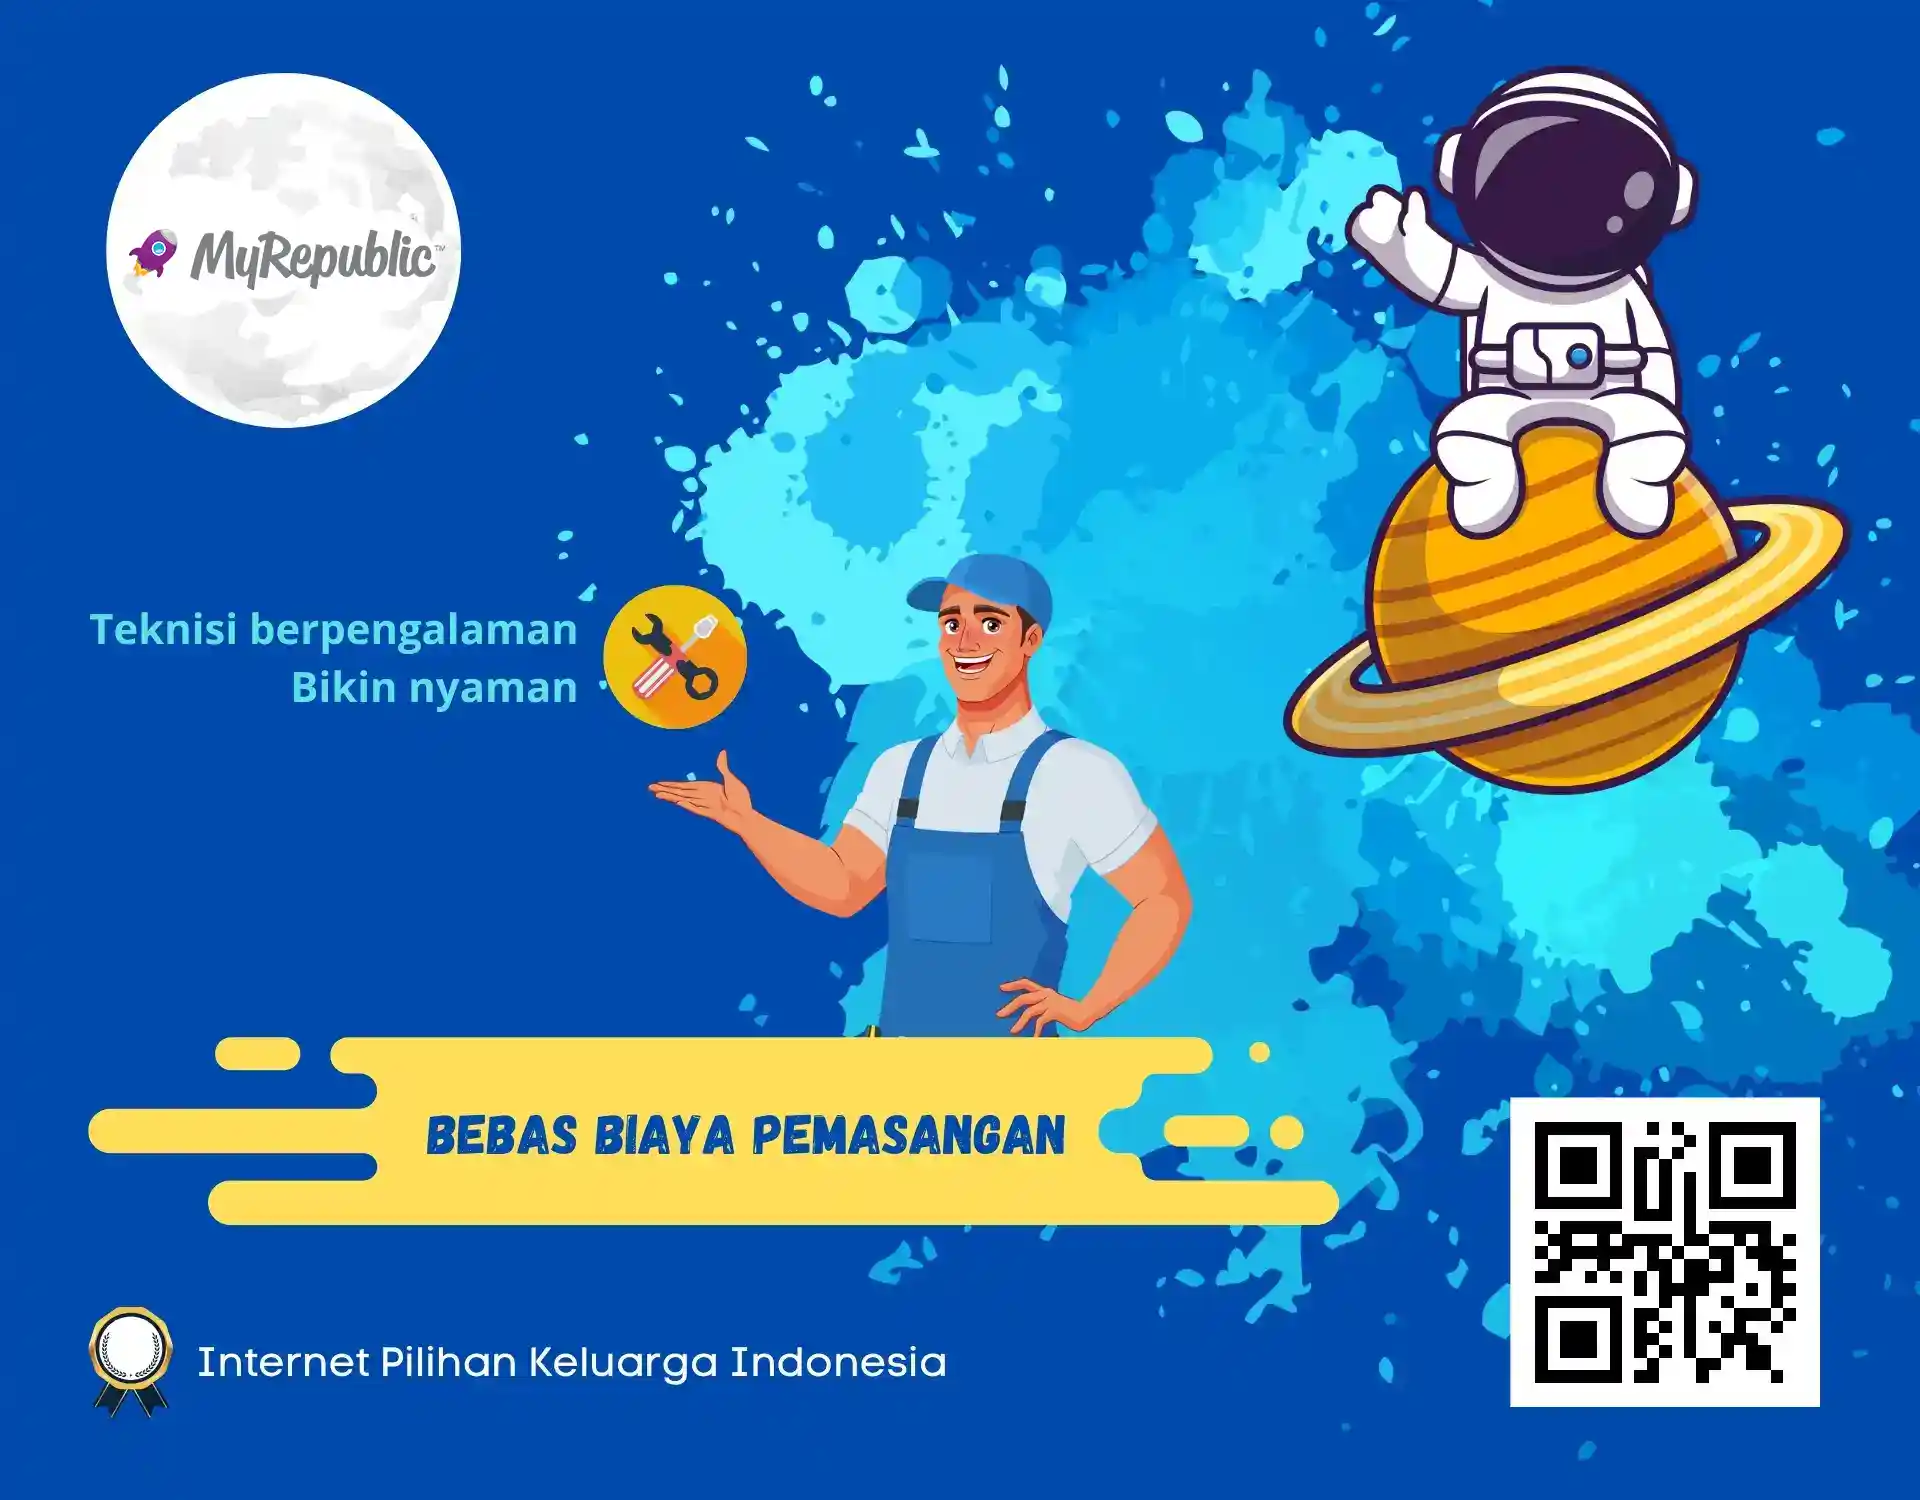 MyRepublic™
Teknisi berpengalaman
Bikin nyaman
BEBAS BIAYA PEMASANGAN
Internet Pilihan Keluarga Indonesia